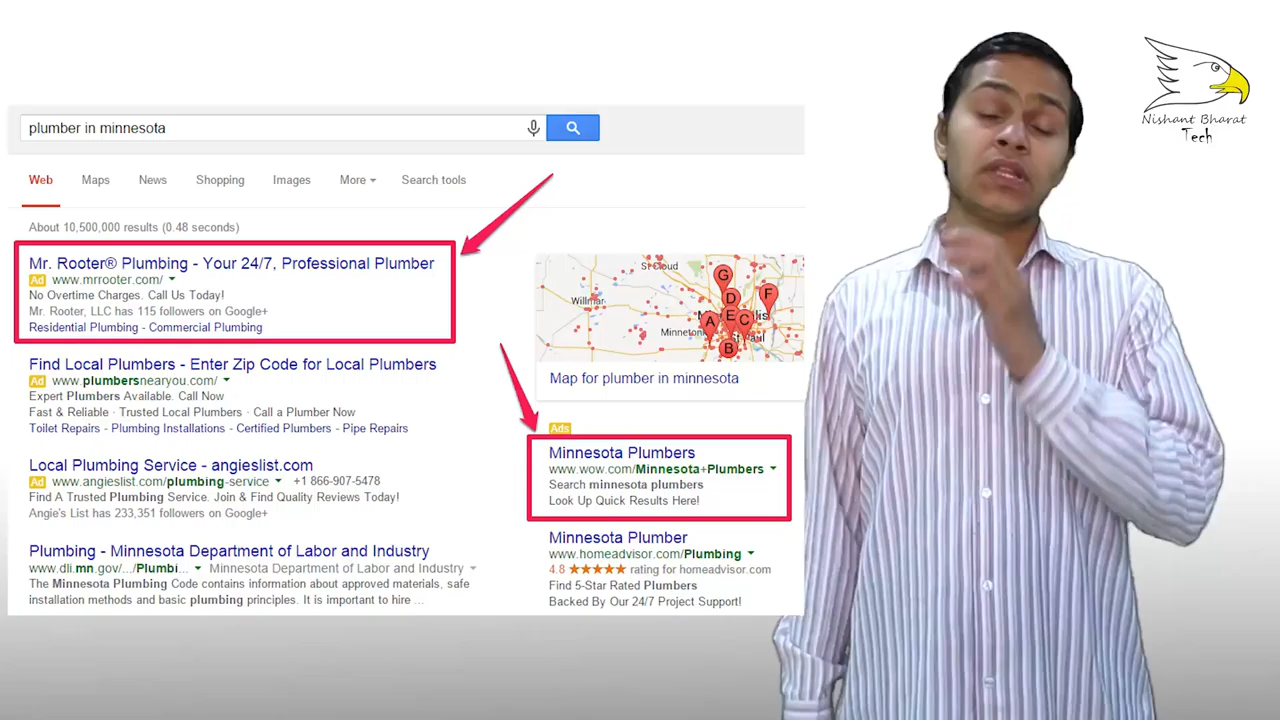 plumber in minnesota
Web Maps News Shopping Images More Search tools
About 10,500,000 results (0.48 seconds)
Mr. Rooter® Plumbing - Your 24/7, Professional Plumber
Ad www.mrrooter.com/
No Overtime Charges. Call Us Today!
Mr. Rooter, LLC has 115 followers on Google+
Residential Plumbing - Commercial Plumbing
Find Local Plumbers - Enter Zip Code for Local Plumbers
Ad www.plumbersnearyou.com/
Expert Plumbers Available. Call Now
Fast & Reliable · Trusted Local Plumbers · Call a Plumber Now
Toilet Repairs - Plumbing Installations - Certified Plumbers - Pipe Repairs
Local Plumbing Service - angieslist.com
Ad www.angieslist.com/plumbing-service +1 866-907-5478
Find A Trusted Plumbing Service. Join & Find Quality Reviews Today!
Angie's List has 233,351 followers on Google+
Plumbing - Minnesota Department of Labor and Industry
www.dli.mn.gov/.../Plumbi... Minnesota Department of Labor and Industry
The Minnesota Plumbing Code contains information about approved materials, safe
installation methods and basic plumbing principles. It is important to hire ...
St Cloud
Willmar
G
D
F
A
E
C
B
Map for plumber in minnesota
Ads
Minnesota Plumbers
www.wow.com/Minnesota+Plumbers
Search minnesota plumbers
Look Up Quick Results Here!
Minnesota Plumber
www.homeadvisor.com/Plumbing
4.8 ★★★★★ rating for homeadvisor.com
Find 5-Star Rated Plumbers
Backed By Our 24/7 Project Support!
Nishant Bharat
Tech